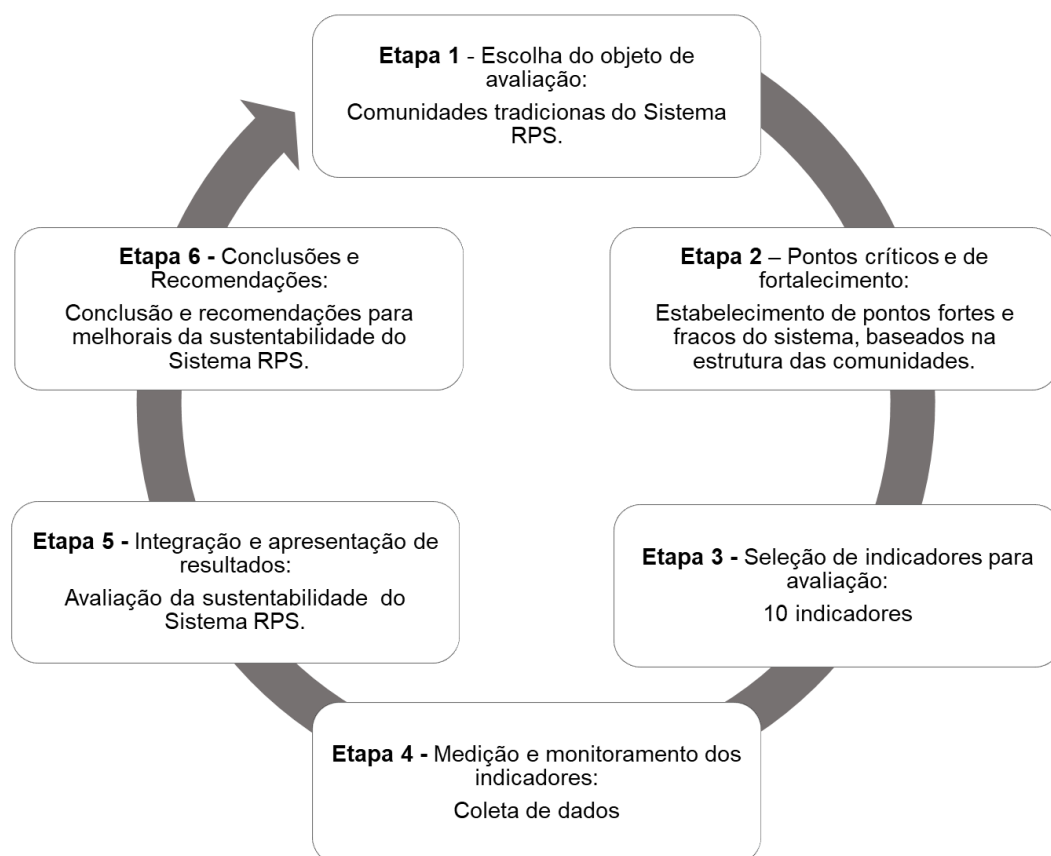 Etapa 1 - Escolha do objeto de
avaliação:
Comunidades tradicionas do Sistema
RPS.
Etapa 2 – Pontos críticos e de
fortalecimento:
Estabelecimento de pontos fortes e
fracos do sistema, baseados na
estrutura das comunidades.
Etapa 3 - Seleção de indicadores para
avaliação:
10 indicadores
Etapa 4 - Medição e monitoramento dos
indicadores:
Coleta de dados
Etapa 5 - Integração e apresentação de
resultados:
Avaliação da sustentabilidade do
Sistema RPS.
Etapa 6 - Conclusões e
Recomendações:
Conclusão e recomendações para
melhorais da sustentabilidade do
Sistema RPS.